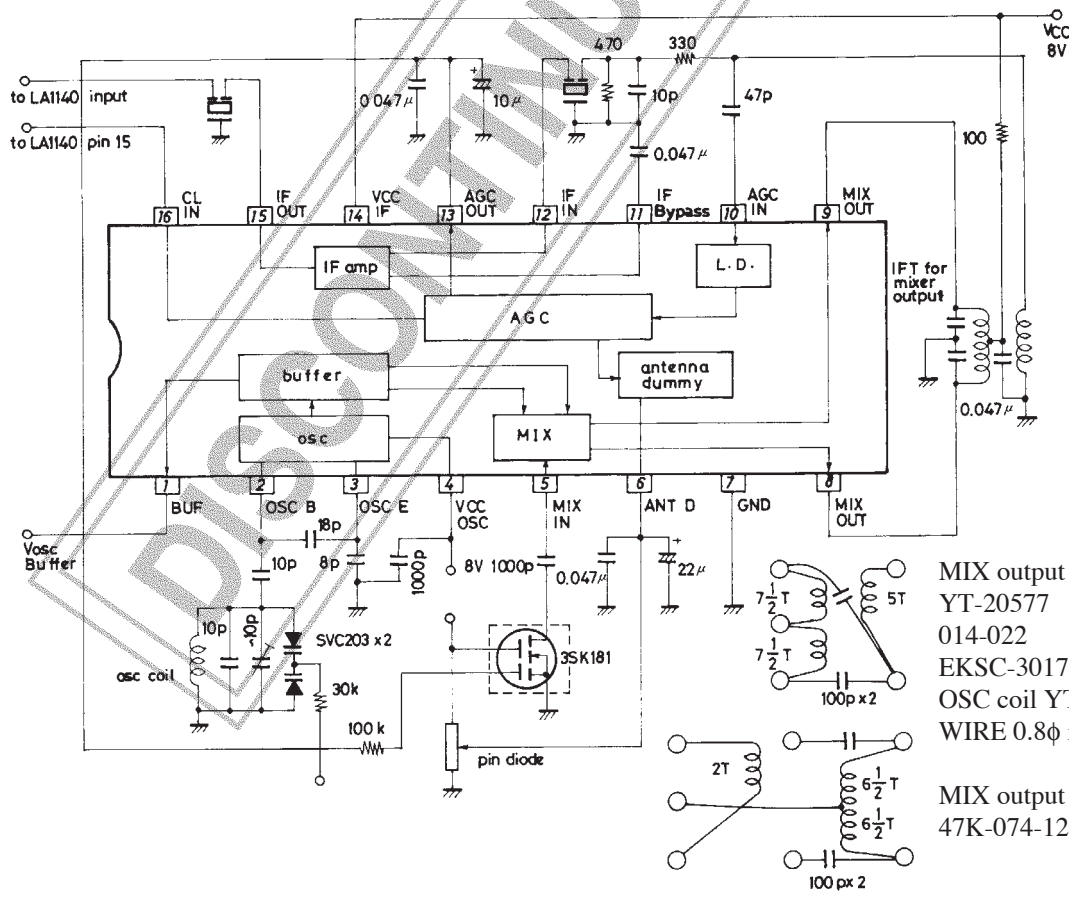 VCC
8V
470
330
to LA1140 input
0.047μ
10μ
10p
47p
to LA1140 pin 15
0.047μ
100
CL IN
IF OUT
VCC IF
AGC OUT
IF IN
IF Bypass
AGC IN
MIX OUT
16
15
14
13
12
11
10
9
IF amp
L.D.
IFT for
mixer
output
AGC
buffer
antenna
dummy
osc
MIX
0.047μ
1
2
3
4
5
6
7
8
BUF
OSC B
OSC E
VCC OSC
MIX IN
ANT D
GND
MIX OUT
Vosc
Buffer
18p
10p
8p
1000p
8V
1000p
0.047μ
22μ
10p
~10p
SVC203 x2
osc coil
30k
3SK181
100k
pin diode
7 1/2 T
5T
7 1/2 T
100p x 2
MIX output
YT-20577
014-022
EKSC-3017
OSC coil YT
WIRE 0.8ϕ
2T
6 1/2 T
6 1/2 T
100p x 2
MIX output
47K-074-12
DISCONTINU